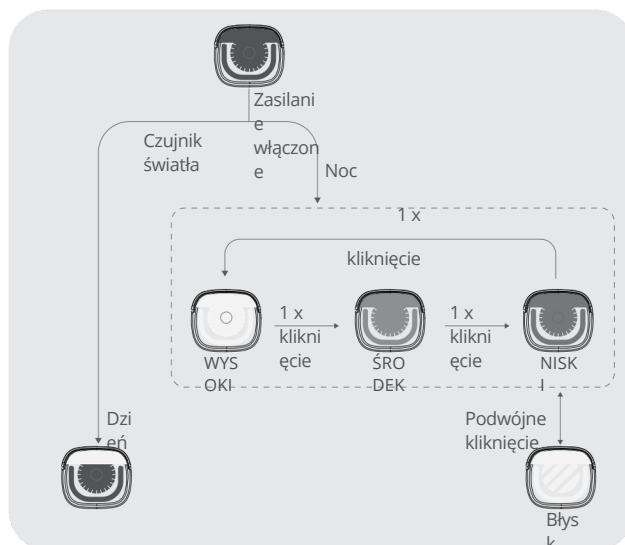 Zasilani
e
włączon
e
Czujnik
światła
Noc
1 x
kliknięcie
1 x
klikni
ęcie
1 x
klikni
ęcie
WYS
OKI
ŚRO
DEK
NISK
I
Dzi
eń
Podwójne
kliknięcie
Błys
k